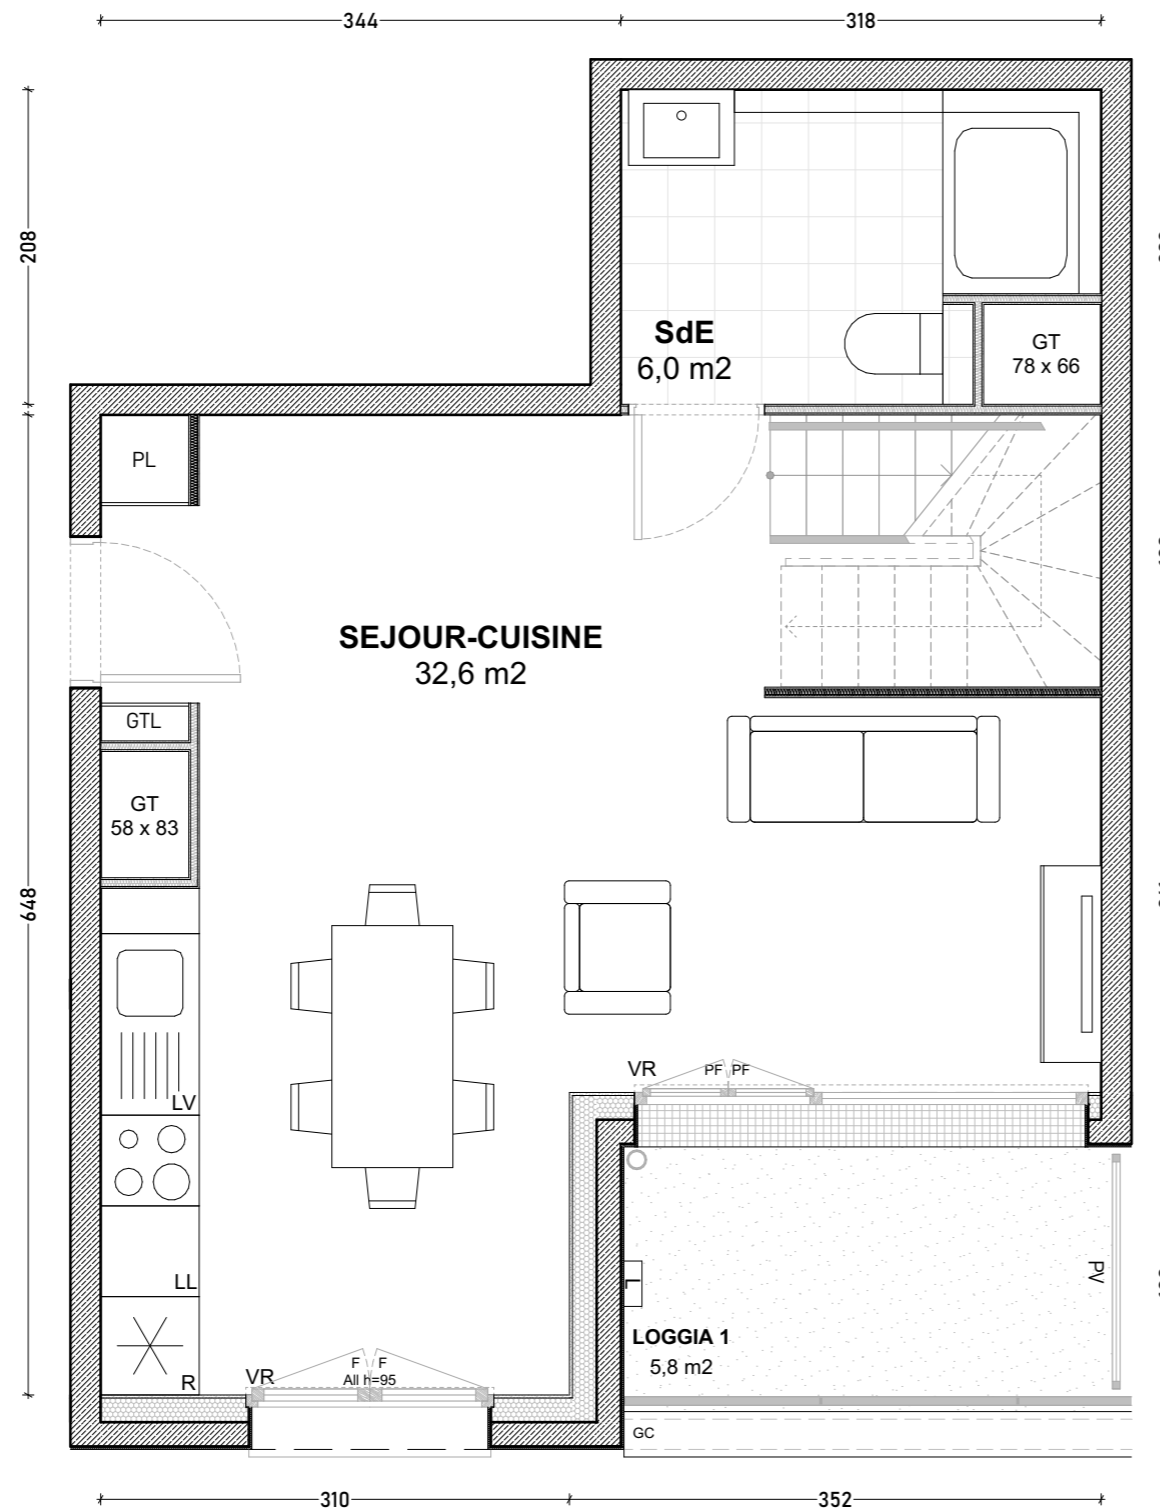 344
318
208
SdE
6,0 m2
GT
78 x 66
PL
SEJOUR-CUISINE
32,6 m2
GTL
GT
58 x 83
648
VR
PF PF
LV
LL
PV
L
LOGGIA 1
5,8 m2
VR
F F
All h=95
R
GC
310
352